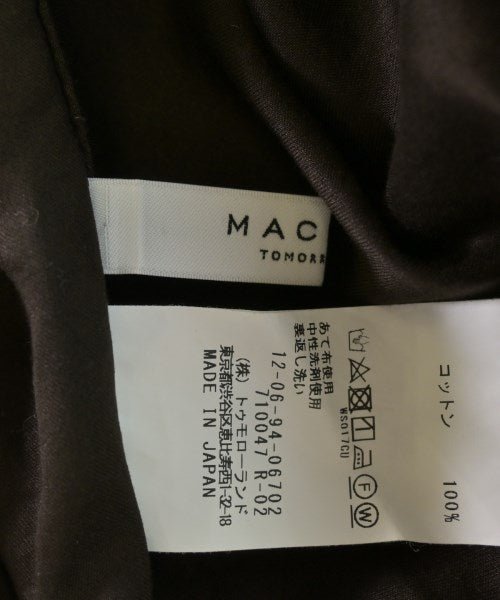 MAC
TOMORR
コットン 100%
WS017CU
あて布使用
中性洗剤使用
裏返し洗い
12-06-94-06702
710047 R-02
(株) トゥモローランド
東京都渋谷区恵比寿西1-32-18
MADE IN JAPAN